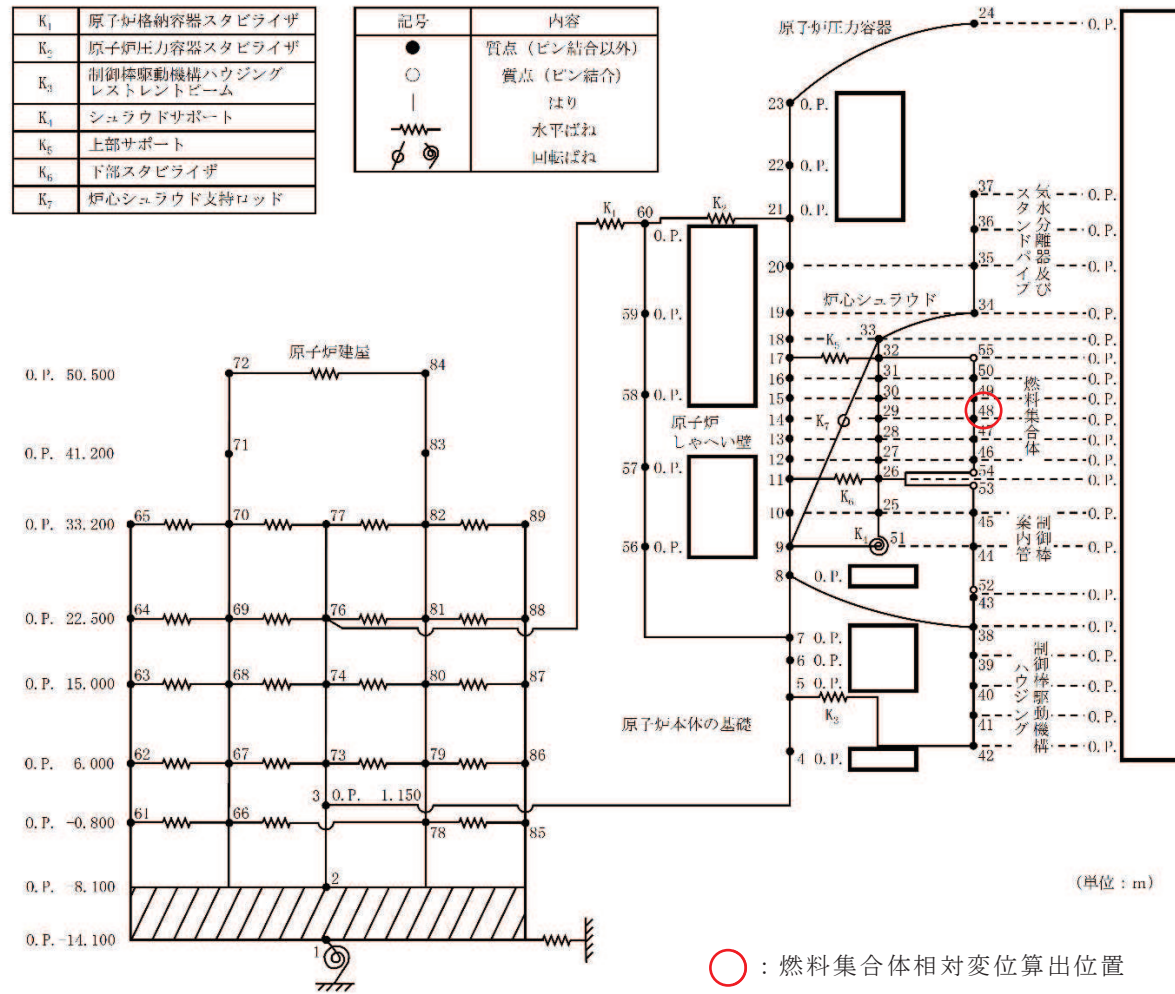 K₁ 原子炉格納容器スタビライザ
K₂ 原子炉圧力容器スタビライザ
K₃ 制御棒駆動機構ハウジング
レストレントビーム
K₄ シュラウドサポート
K₅ 上部サポート
K₆ 下部スタビライザ
K₇ 炉心シュラウド支持ロッド
記号 内容
質点（ピン結合以外）
質点（ピン結合）
はり
水平ばね
回転ばね
原子炉圧力容器
24 O.P.
23 O.P.
22
21 O.P.
20
19
18
17
16
15
14
13
12
11
10
9
8 O.P.
7 O.P.
6 O.P.
5 O.P.
4 O.P.
K₁
60
O.P.
K₂
59
58
57
56 O.P.
原子炉
しゃへい壁
原子炉本体の基礎
炉心シュラウド
33
32
31
30
29
28
27
26
25
51
K₅
K₇
K₆
K₄
K₃
37 O.P.
36 O.P.
35 O.P.
34 O.P.
気水分離器及び
スタンドパイプ
55 O.P.
50 O.P.
49 O.P.
48 O.P.
47 O.P.
46 O.P.
54
53
O.P.
燃料集合体
45 O.P.
44 O.P.
制御棒
案内管
52
43
O.P.
38 O.P.
39 O.P.
40 O.P.
41 O.P.
42 O.P.
制御棒駆動機構
ハウジング
原子炉建屋
O.P. 50.500 72 84
O.P. 41.200 71 83
O.P. 33.200 65 70 77 82 89
O.P. 22.500 64 69 76 81 88
O.P. 15.000 63 68 74 80 87
O.P. 6.000 62 67 73 79 86
3 O.P. 1.150
O.P. -0.800 61 66 78 85
O.P. -8.100 2
O.P. -14.100 1
（単位：m）
：燃料集合体相対変位算出位置